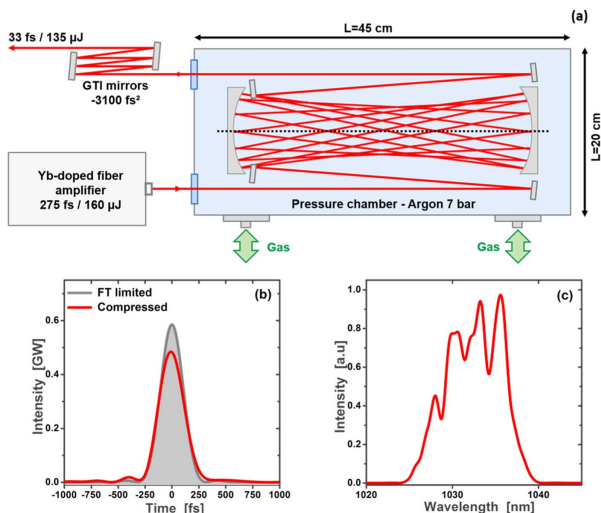 (a)
L=45 cm
33 fs / 135 µJ
GTI mirrors
-3100 fs²
L=20 cm
Yb-doped fiber
amplifier
275 fs / 160 µJ
Pressure chamber - Argon 7 bar
Gas
Gas
(b)
FT limited
Compressed
Intensity [GW]
0.6
0.4
0.2
0.0
-1000 -750 -500 -250 0 250 500 750 1000
Time [fs]
(c)
Intensity [a.u]
1.0
0.8
0.6
0.4
0.2
0.0
1020 1030 1040
Wavelength [nm]